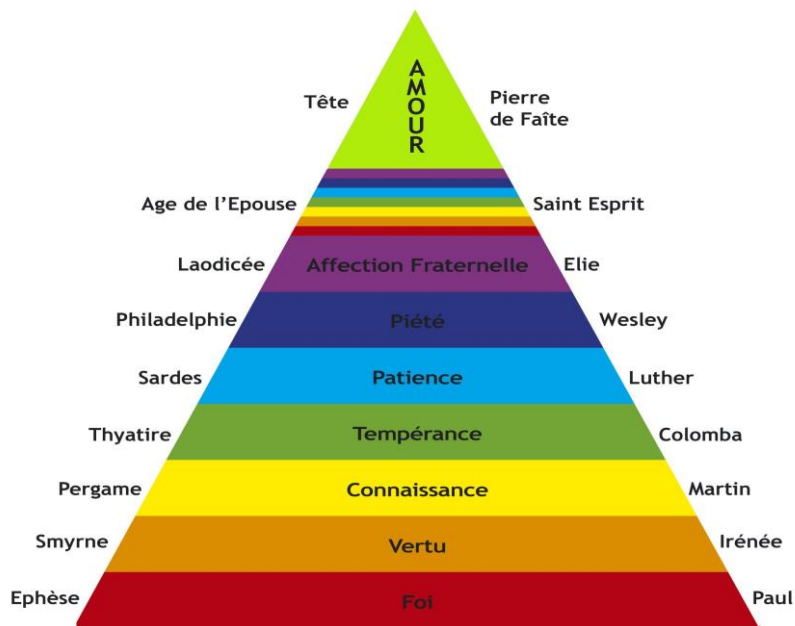 AMOUR
Tête
Pierre
de Faîte
Age de l'Epouse
Saint Esprit
Laodicée
Affection Fraternelle
Elie
Philadelphie
Piété
Wesley
Sardes
Patience
Luther
Thyatire
Tempérance
Colomba
Pergame
Connaissance
Martin
Smyrne
Vertu
Irénée
Ephèse
Foi
Paul